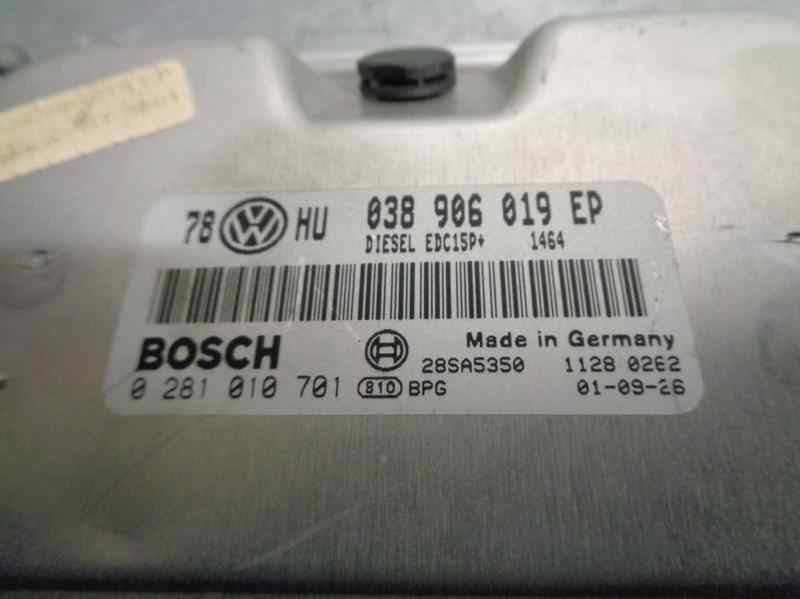 78 VW HU 038 906 019 EP
DIESEL EDC15P+ 1464
BOSCH Made in Germany
28SA5350 1128 0262
0 281 010 701 810 BPG 01-09-26